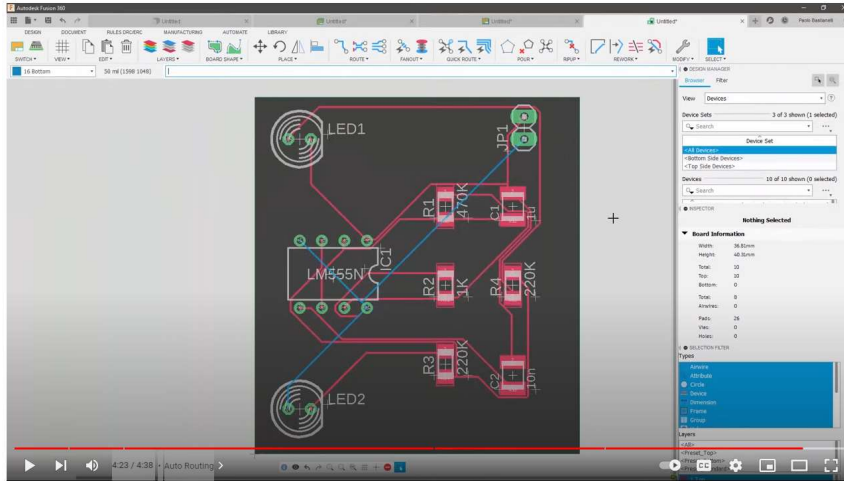 Autodesk Fusion 360
Untitled Untitled* Untitled* Untitled*
Paolo Bastianelli
DESIGN DOCUMENT RULES DRC/ERC MANUFACTURING AUTOMATE LIBRARY
SWITCH VIEW EDIT LAYERS BOARD SHAPE PLACE ROUTE FANOUT QUICK ROUTE POUR RIPUP REWORK MODIFY SELECT
16 Bottom
50 mil (1598 1048)
DESIGN MANAGER
Browser Filter
View Devices
Device Sets 3 of 3 shown (1 selected)
Search
Device Set
<All Devices>
<Bottom Side Devices>
<Top Side Devices>
Devices 10 of 10 shown (0 selected)
Search
INSPECTOR
Nothing Selected
Board Information
Width: 36.81mm
Height: 40.31mm
Total: 10
Top: 10
Bottom: 0
Total: 0
Airwires: 0
Pads: 26
Vias: 0
Holes: 0
SELECTION FILTER
Types
Airwire
Attribute
Circle
Device
Dimension
Frame
Group
Layers
<All>
<Preset_Top>
LED1
JP1
R1
470K
C1
1u
IC1
LM555N
R2
1K
R4
220K
R3
220K
C2
10n
LED2
4:23 / 4:38 • Auto Routing >
CC